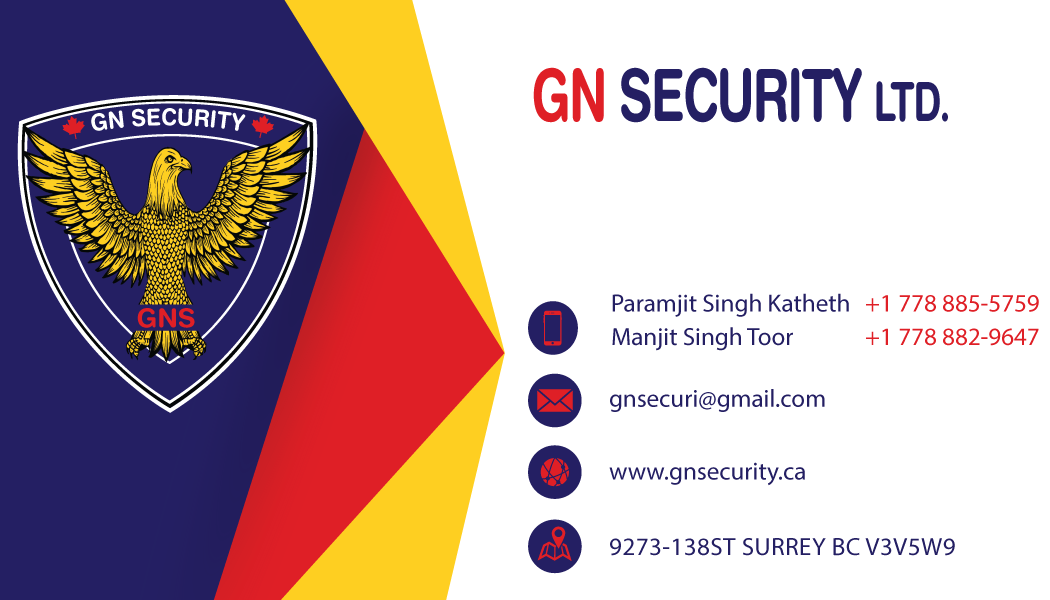 GN SECURITY
GNS
GN SECURITY LTD.
Paramjit Singh Katheth +1 778 885-5759
Manjit Singh Toor +1 778 882-9647
gnsecuri@gmail.com
www.gnsecurity.ca
9273-138ST SURREY BC V3V5W9